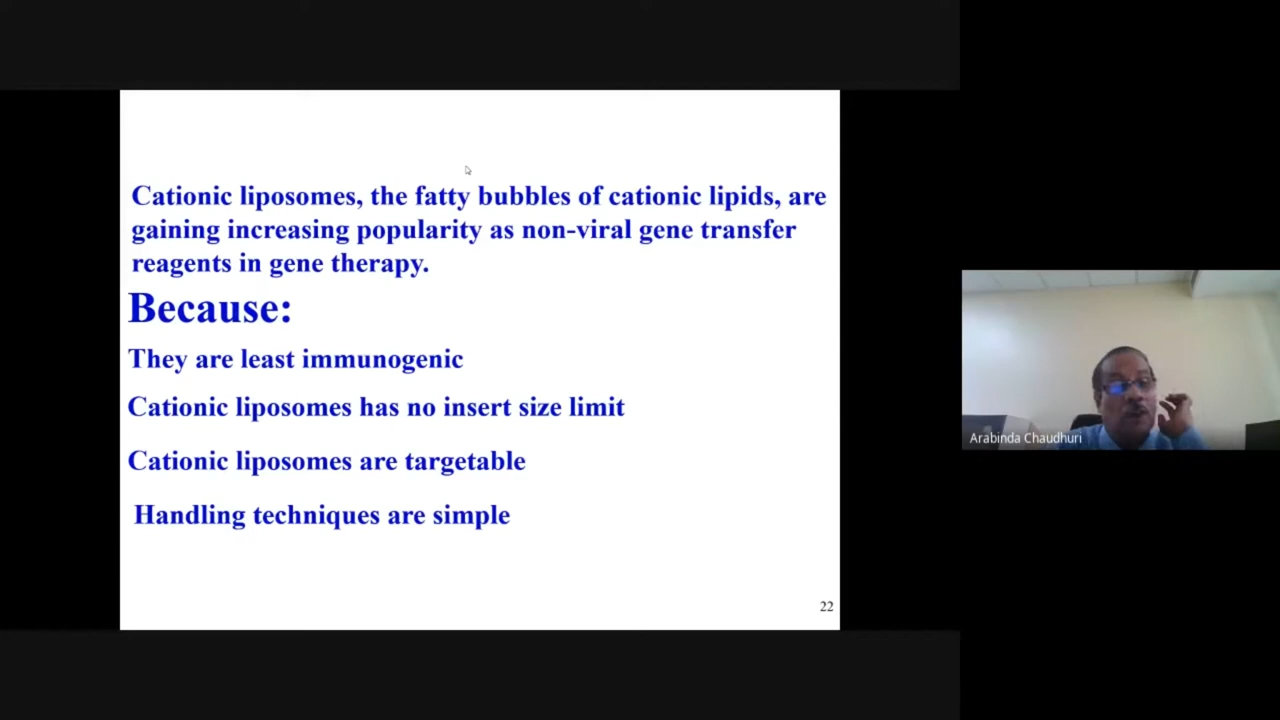 Cationic liposomes, the fatty bubbles of cationic lipids, are
gaining increasing popularity as non-viral gene transfer
reagents in gene therapy.
Because:
They are least immunogenic
Cationic liposomes has no insert size limit
Cationic liposomes are targetable
Handling techniques are simple
22
Arabinda Chaudhuri